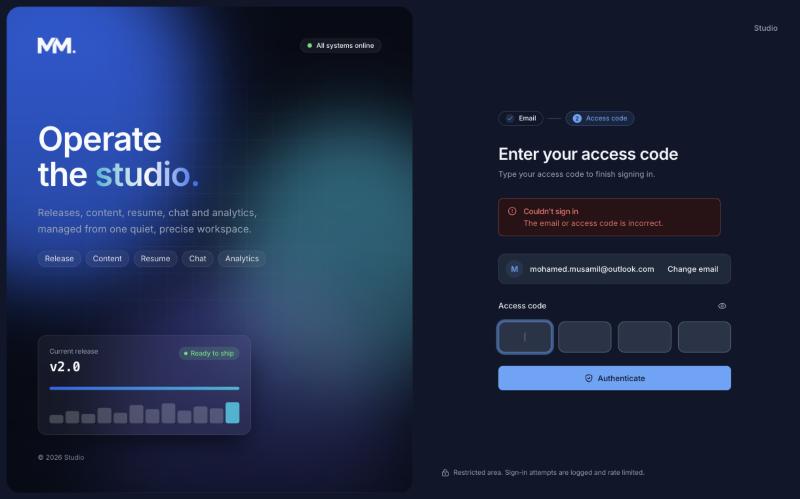 MM.
All systems online
Operate
the studio.
Releases, content, resume, chat and analytics,
managed from one quiet, precise workspace.
Release
Content
Resume
Chat
Analytics
Current release
Ready to ship
v2.0
© 2026 Studio
Studio
Email
2 Access code
Enter your access code
Type your access code to finish signing in.
Couldn't sign in
The email or access code is incorrect.
M mohamed.musamil@outlook.com Change email
Access code
Authenticate
Restricted area. Sign-in attempts are logged and rate limited.